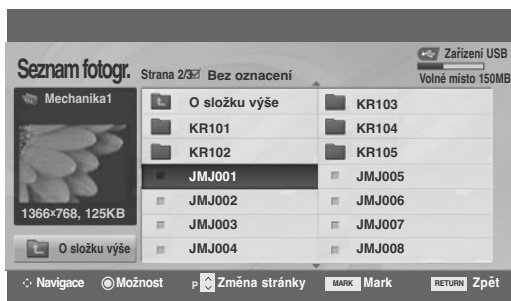 Zařízení USB
Seznam fotogr.
Strana 2/3 Bez oznacení
Volné místo 150MB
Mechanika1
1366×768, 125KB
O složku výše
O složku výše
KR101
KR102
JMJ001
JMJ002
JMJ003
JMJ004
KR103
KR104
KR105
JMJ005
JMJ006
JMJ007
JMJ008
Navigace Možnost P Změna stránky MARK Mark RETURN Zpět